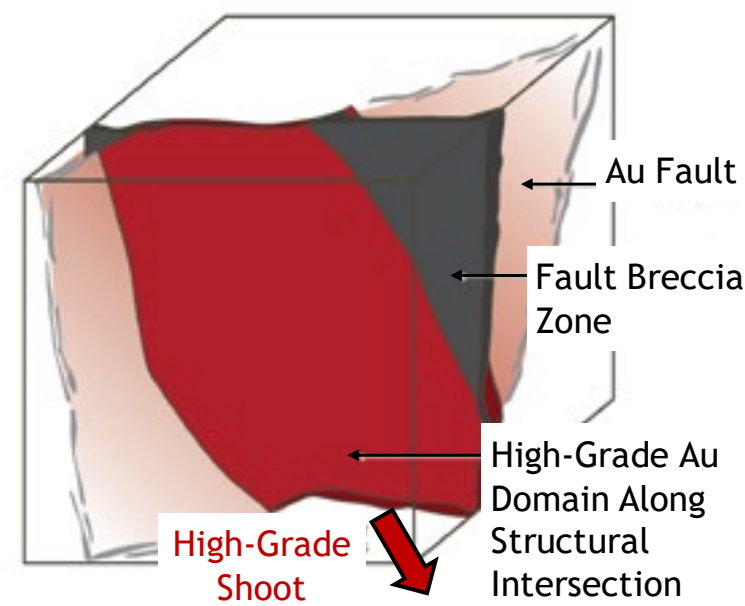 Au Fault
Fault Breccia
Zone
High-Grade Au
Domain Along
Structural
Intersection
High-Grade
Shoot